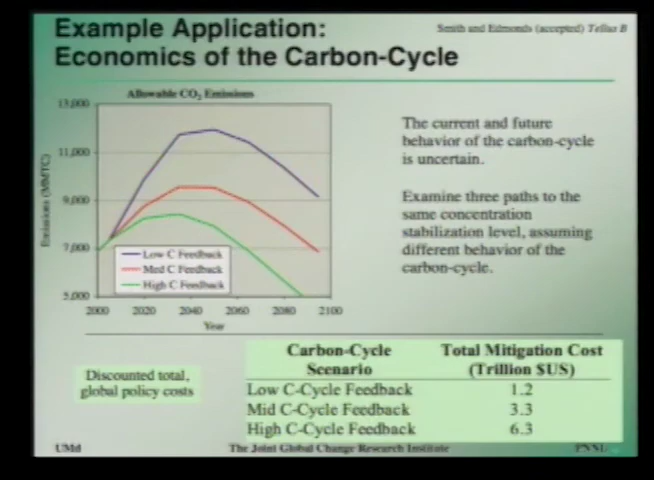 Example Application:
Economics of the Carbon-Cycle
Smith and Edmonds (accepted) Tellus B
Allowable CO₂ Emissions
Emissions (MMTC)
13,000
11,000
9,000
7,000
5,000
Low C Feedback
Med C Feedback
High C Feedback
2000 2020 2040 2060 2080 2100
Year
The current and future
behavior of the carbon-cycle
is uncertain.
Examine three paths to the
same concentration
stabilization level, assuming
different behavior of the
carbon-cycle.
Discounted total,
global policy costs
Carbon-Cycle Total Mitigation Cost
Scenario (Trillion $US)
Low C-Cycle Feedback 1.2
Mid C-Cycle Feedback 3.3
High C-Cycle Feedback 6.3
UMd The Joint Global Change Research Institute PNNL